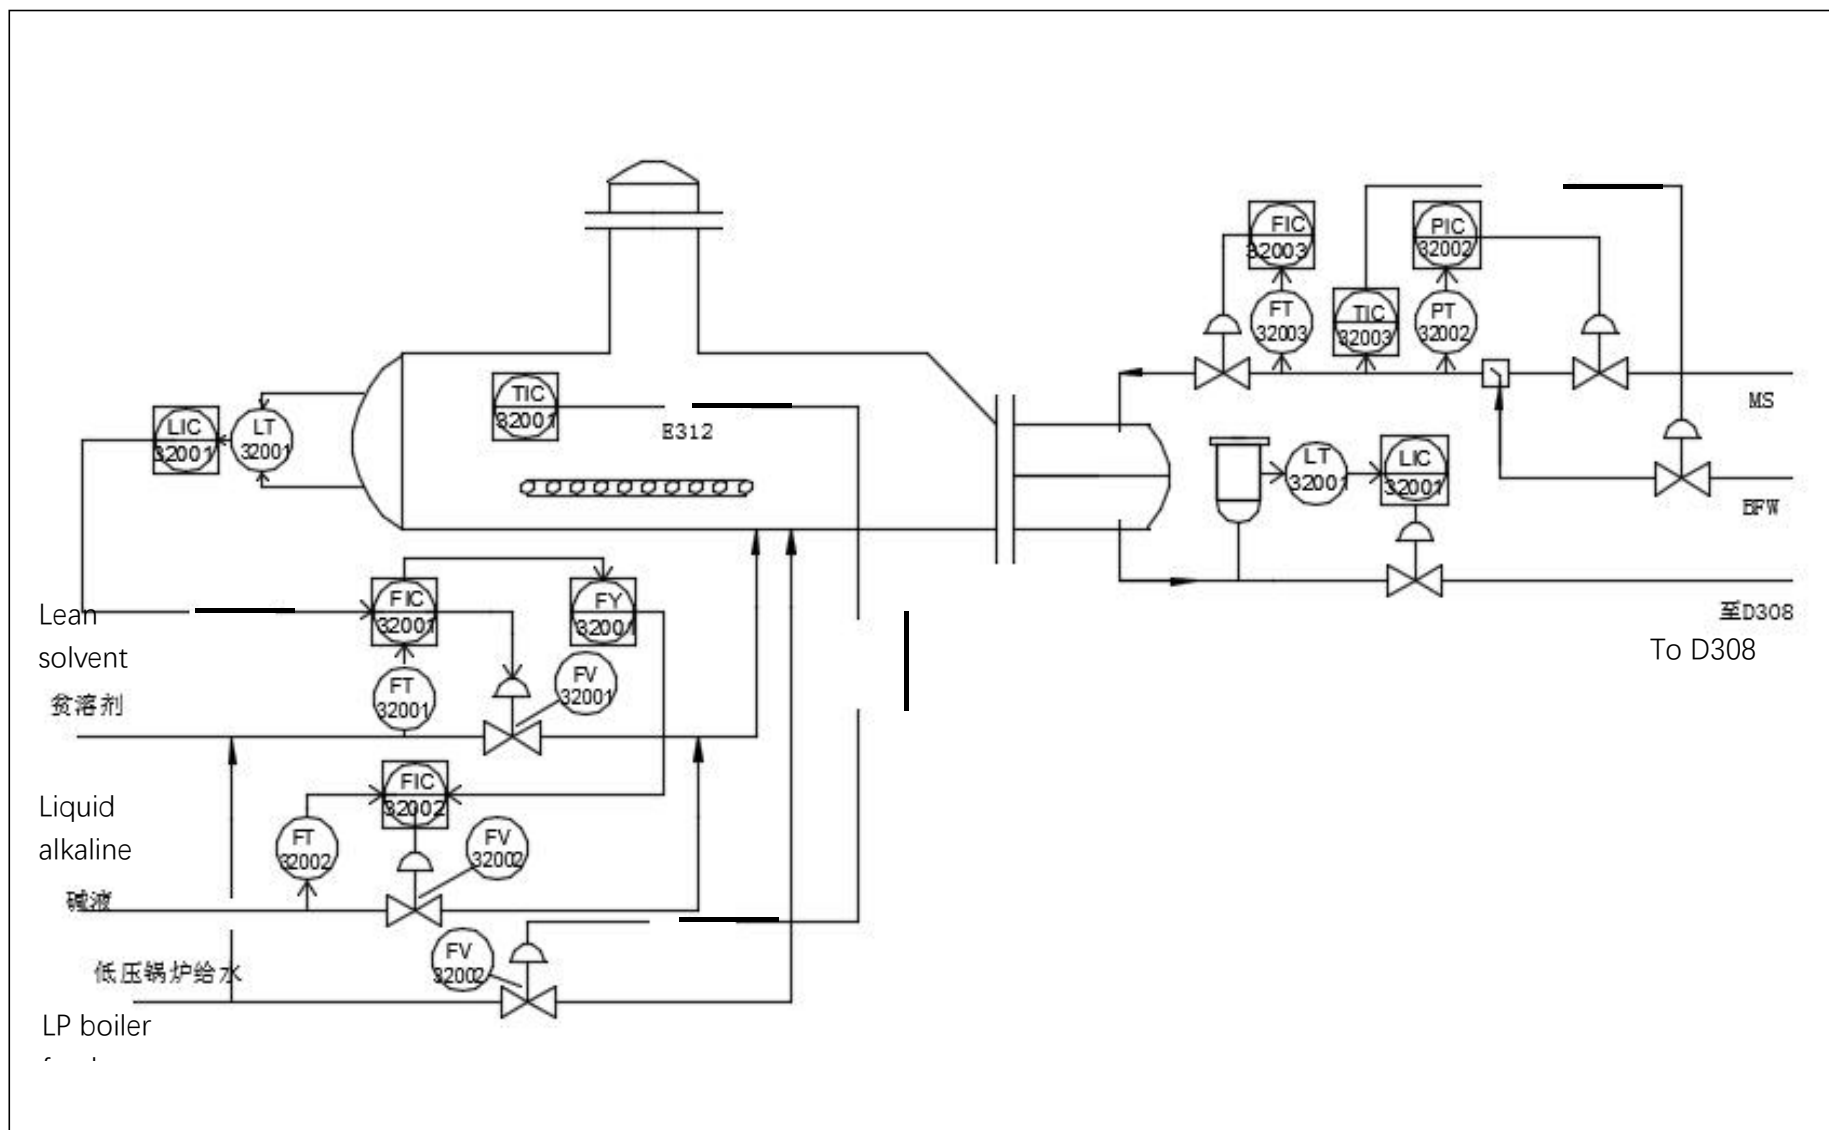 FIC
32003
PIC
32002
FT
32003
TIC
32003
PT
32002
MS
TIC
32001
E312
LIC
32001
LT
32001
LT
32001
LIC
32001
BFW
至D308
To D308
Lean
solvent
贫溶剂
FIC
32001
FY
32001
FT
32001
FV
32001
Liquid
alkaline
碱液
FIC
32002
FT
32002
FV
32002
FV
32002
低压锅炉给水
LP boiler